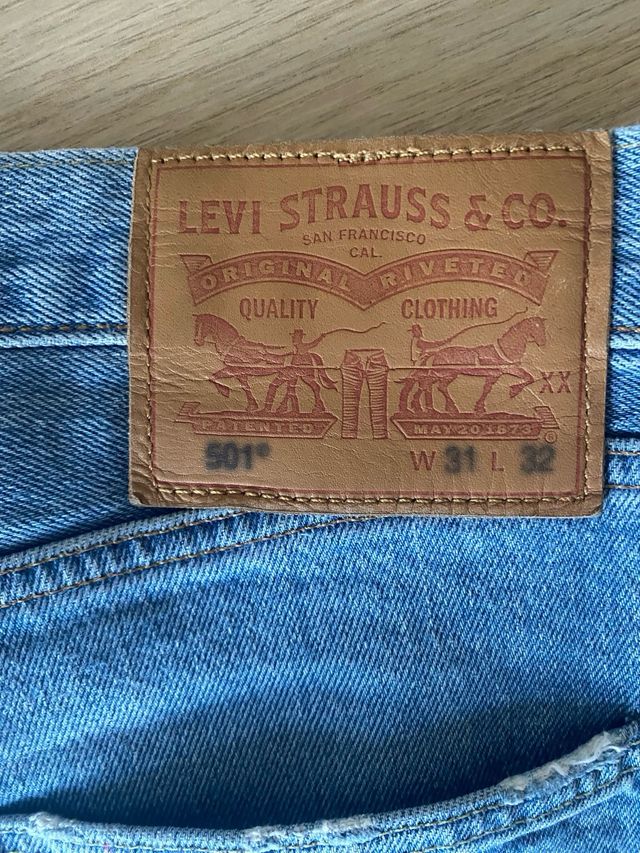 LEVI STRAUSS & CO.
SAN FRANCISCO
CAL.
ORIGINAL RIVETED
QUALITY CLOTHING
XX
PATENTED MAY 20 1873
®
501® W 31 L 32